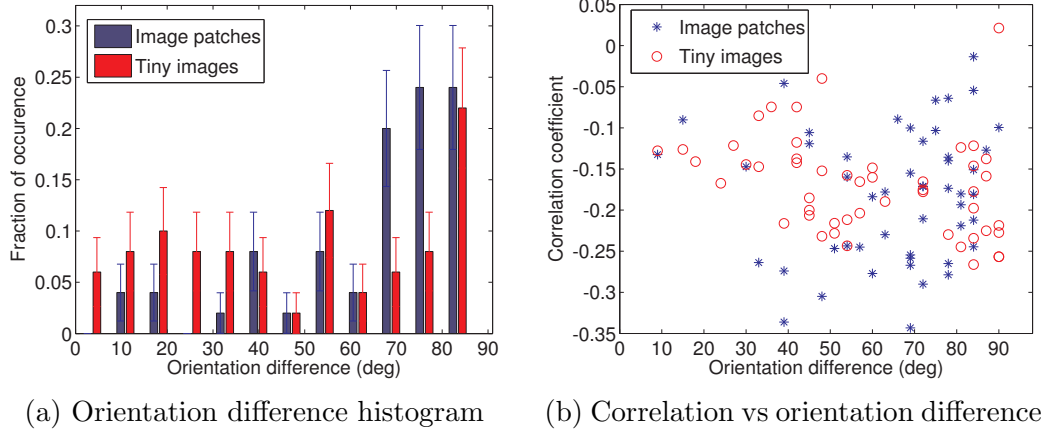 Image patches
Tiny images
0.3
0.25
0.2
0.15
0.1
0.05
0
Fraction of occurence
0 10 20 30 40 50 60 70 80 90
Orientation difference (deg)
(a) Orientation difference histogram
Image patches
Tiny images
0.05
0
-0.05
-0.1
-0.15
-0.2
-0.25
-0.3
-0.35
Correlation coefficient
0 10 20 30 40 50 60 70 80 90
Orientation difference (deg)
(b) Correlation vs orientation difference